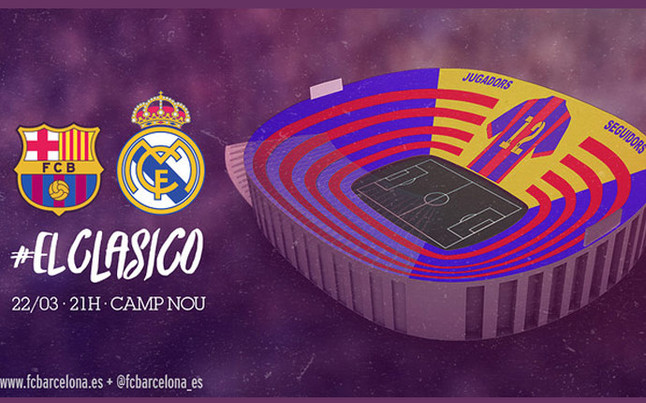 FCB
#ELCLASICO
22/03 · 21H · CAMP NOU
JUGADORS
SEGUIDORS
12
www.fcbarcelona.es + @fcbarcelona_es